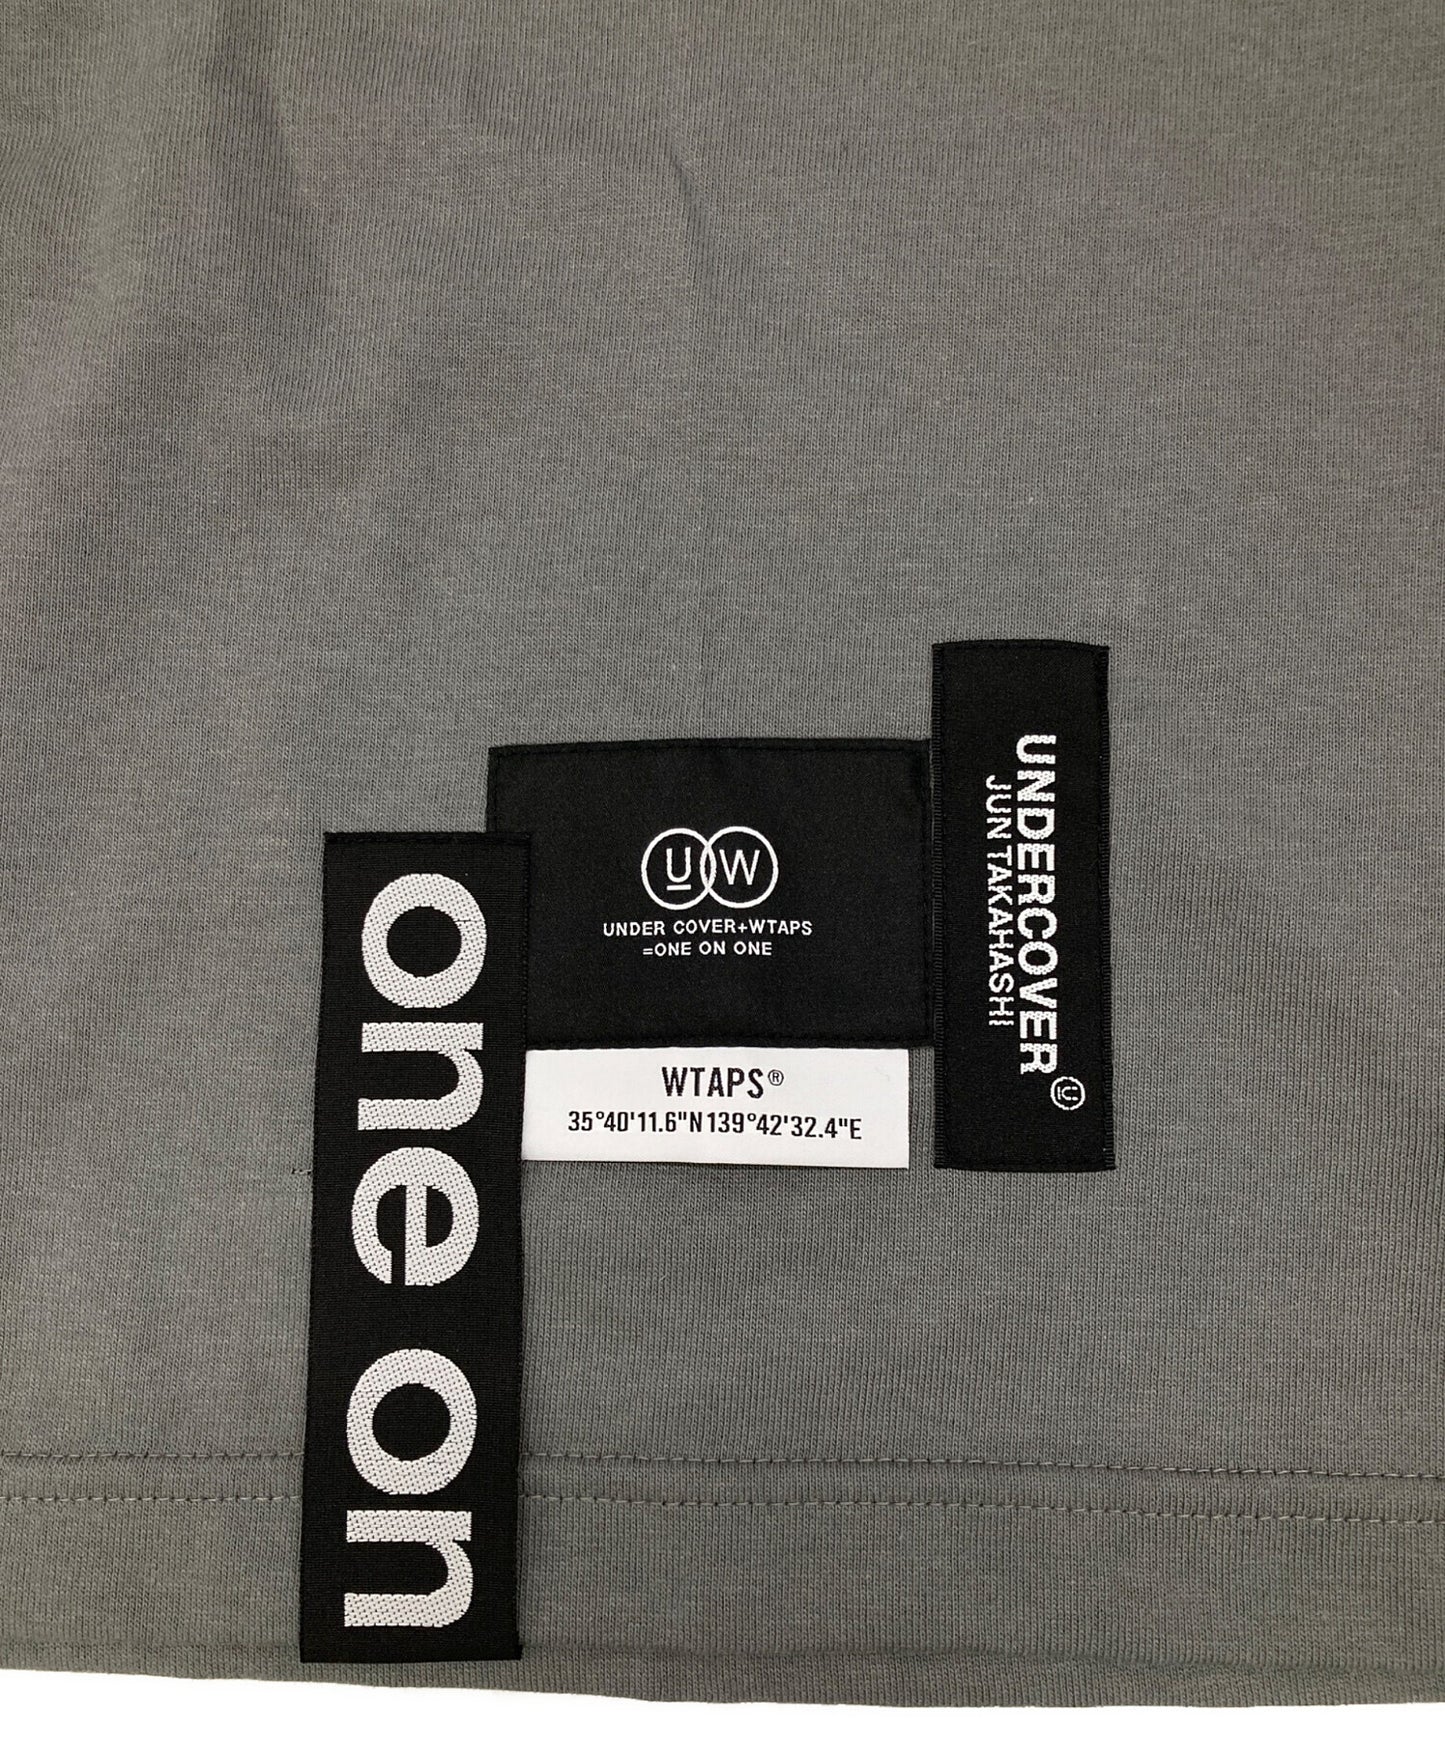 one on
U W
UNDER COVER+WTAPS
=ONE ON ONE
WTAPS®
35°40'11.6"N 139°42'32.4"E
UNDERCOVER
JUN TAKAHASHI
U